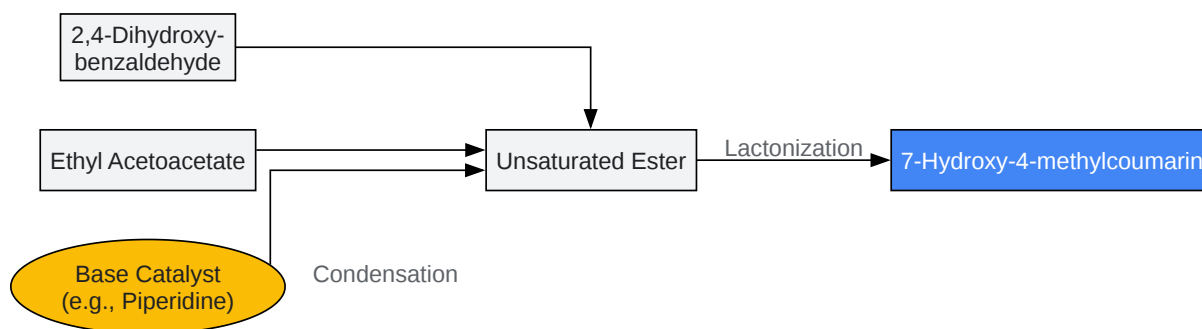 2,4-Dihydroxy-
benzaldehyde
Ethyl Acetoacetate
Unsaturated Ester
Lactonization
7-Hydroxy-4-methylcoumarin
Base Catalyst
(e.g., Piperidine)
Condensation